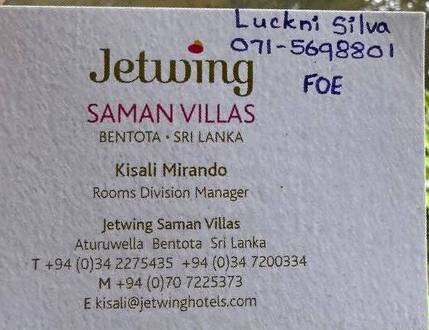 Luckni Silva
071-5698801
FOE
Jetwing
SAMAN VILLAS
BENTOTA • SRI LANKA
Kisali Mirando
Rooms Division Manager
Jetwing Saman Villas
Aturuwella Bentota Sri Lanka
T +94 (0)34 2275435 +94 (0)34 7200334
M +94 (0)70 7225373
E kisali@jetwinghotels.com